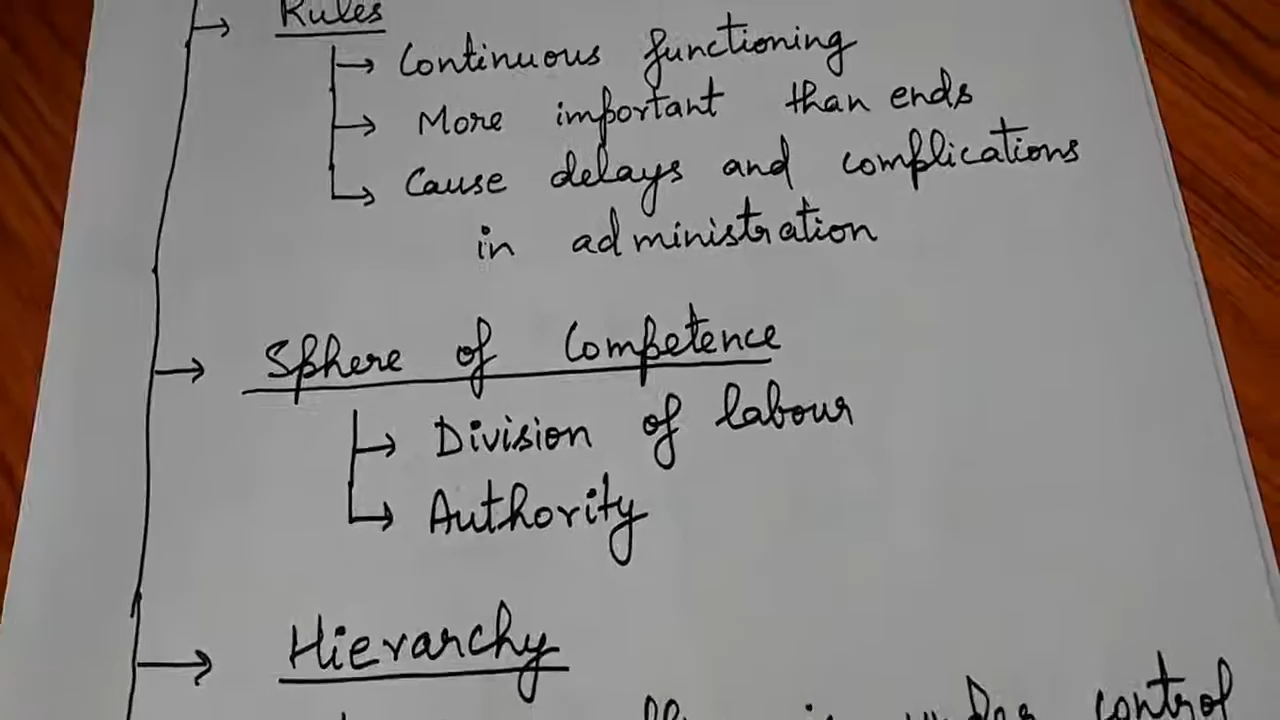 Rules
Continuous functioning
More important than ends
Cause delays and complications
in administration
Sphere of Competence
Division of labour
Authority
Hierarchy
under control